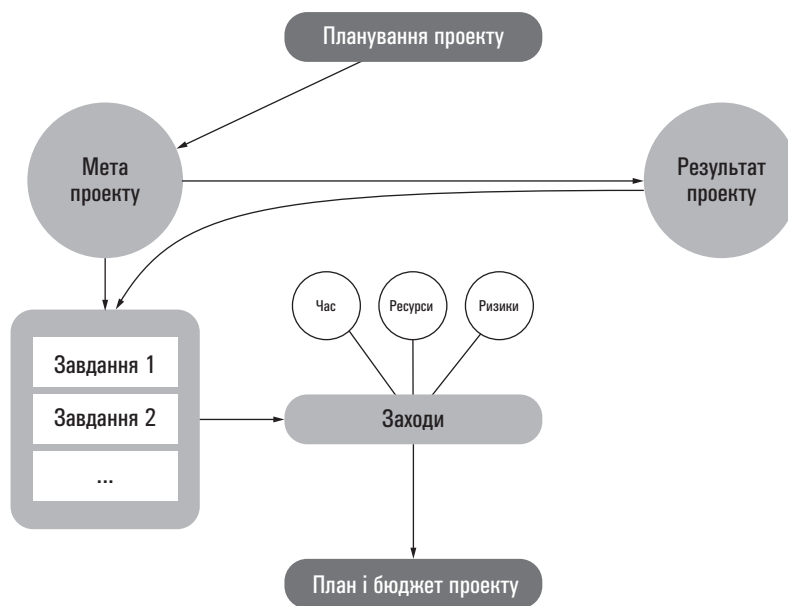 Планування проекту
Мета
проекту
Результат
проекту
Час
Ресурси
Ризики
Завдання 1
Завдання 2
...
Заходи
План і бюджет проекту